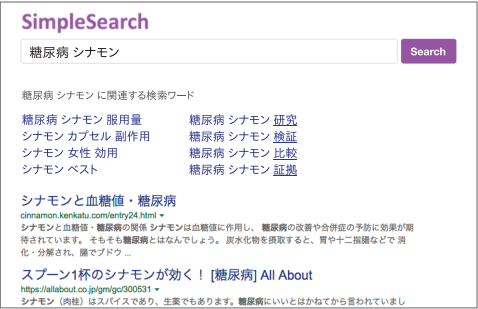 SimpleSearch
糖尿病 シナモン
Search
糖尿病 シナモン に関連する検索ワード
糖尿病 シナモン 服用量
糖尿病 シナモン 研究
シナモン カプセル 副作用
糖尿病 シナモン 検証
シナモン 女性 効用
糖尿病 シナモン 比較
シナモン ベスト
糖尿病 シナモン 証拠
シナモンと血糖値・糖尿病
cinnamon.kenkatu.com/entry24.html
シナモンと血糖値・糖尿病の関係 シナモンは血糖値に作用し、 糖尿病の改善や合併症の予防に効果が期
待されています。 そもそも糖尿病とはなんでしょう。 炭水化物を摂取すると、胃や十二指腸などで 消
化・分解され、腸でブドウ ...
スプーン1杯のシナモンが効く！ [糖尿病] All About
https://allabout.co.jp/gm/gc/300531/
シナモン（肉桂）はスパイスであり、生薬でもあります。糖尿病にいいとはかねてから言われていまし